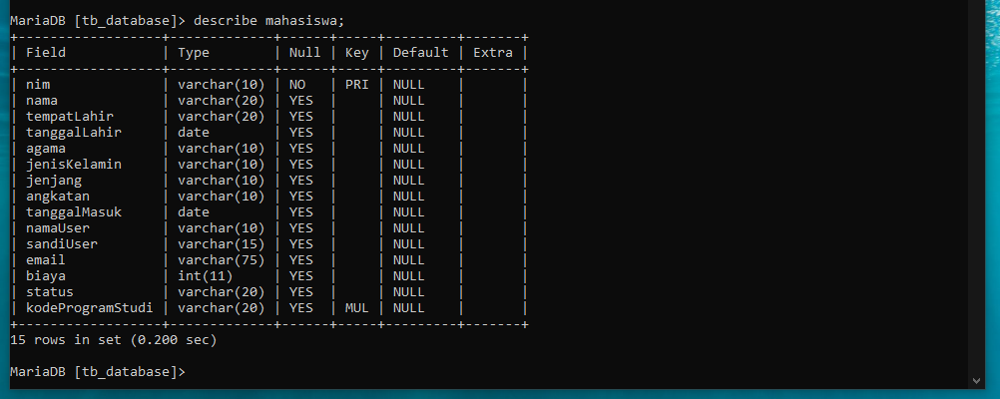 MariaDB [tb_database]> describe mahasiswa;
+------------------+-------------+------+-----+---------+-------+
| Field            | Type        | Null | Key | Default | Extra |
+------------------+-------------+------+-----+---------+-------+
| nim              | varchar(10) | NO   | PRI | NULL    |       |
| nama             | varchar(20) | YES  |     | NULL    |       |
| tempatLahir      | varchar(20) | YES  |     | NULL    |       |
| tanggalLahir     | date        | YES  |     | NULL    |       |
| agama            | varchar(10) | YES  |     | NULL    |       |
| jenisKelamin     | varchar(10) | YES  |     | NULL    |       |
| jenjang          | varchar(10) | YES  |     | NULL    |       |
| angkatan         | varchar(10) | YES  |     | NULL    |       |
| tanggalMasuk     | date        | YES  |     | NULL    |       |
| namaUser         | varchar(10) | YES  |     | NULL    |       |
| sandiUser        | varchar(15) | YES  |     | NULL    |       |
| email            | varchar(75) | YES  |     | NULL    |       |
| biaya            | int(11)     | YES  |     | NULL    |       |
| status           | varchar(20) | YES  |     | NULL    |       |
| kodeProgramStudi | varchar(20) | YES  | MUL | NULL    |       |
+------------------+-------------+------+-----+---------+-------+
15 rows in set (0.200 sec)
MariaDB [tb_database]>